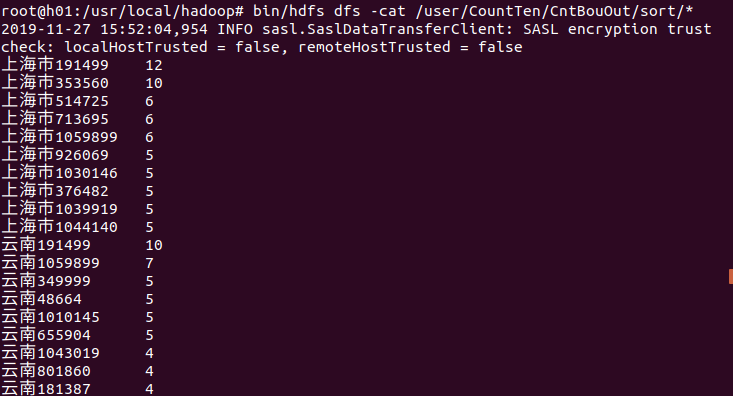 root@h01:/usr/local/hadoop# bin/hdfs dfs -cat /user/CountTen/CntBouOut/sort/*
2019-11-27 15:52:04,954 INFO sasl.SaslDataTransferClient: SASL encryption trust
check: localHostTrusted = false, remoteHostTrusted = false
上海市191499 12
上海市353560 10
上海市514725 6
上海市713695 6
上海市1059899 6
上海市926069 5
上海市1030146 5
上海市376482 5
上海市1039919 5
上海市1044140 5
云南191499 10
云南1059899 7
云南349999 5
云南48664 5
云南1010145 5
云南655904 5
云南1043019 4
云南801860 4
云南181387 4